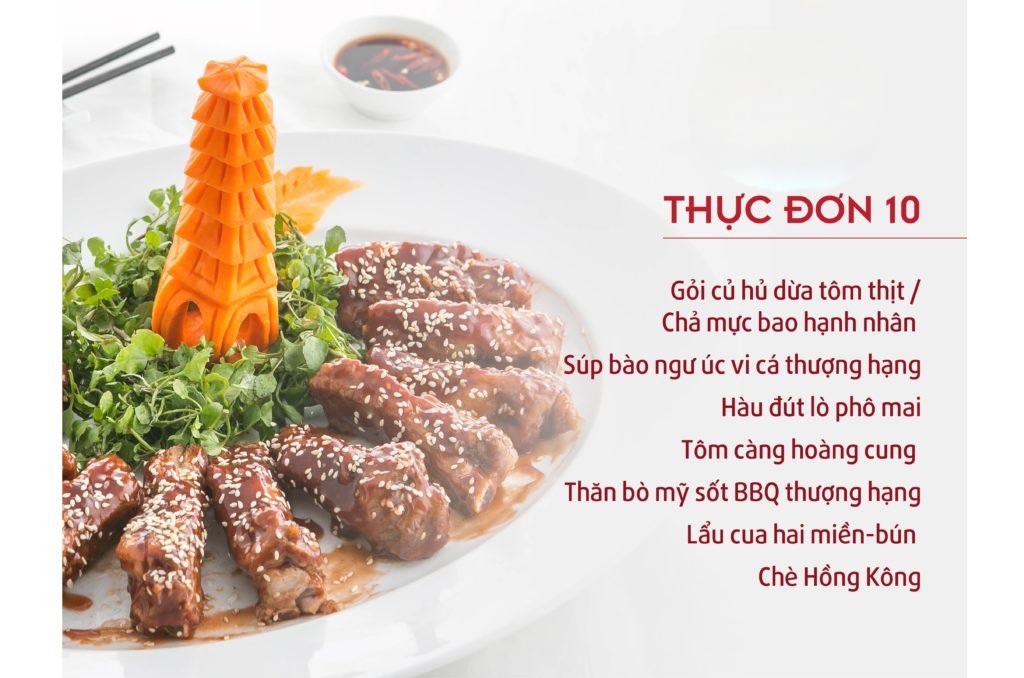 THỰC ĐƠN 10
Gỏi củ hủ dừa tôm thịt /
Chả mực bao hạnh nhân
Súp bào ngư úc vi cá thượng hạng
Hàu đút lò phô mai
Tôm càng hoàng cung
Thăn bò mỹ sốt BBQ thượng hạng
Lẩu cua hai miền-bún
Chè Hồng Kông